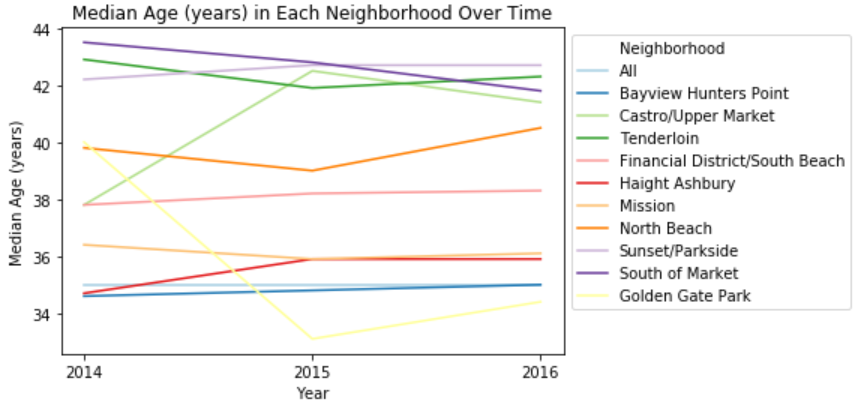 Median Age (years) in Each Neighborhood Over Time
44
42
40
38
36
34
Median Age (years)
2014
2015
2016
Year
Neighborhood
All
Bayview Hunters Point
Castro/Upper Market
Tenderloin
Financial District/South Beach
Haight Ashbury
Mission
North Beach
Sunset/Parkside
South of Market
Golden Gate Park